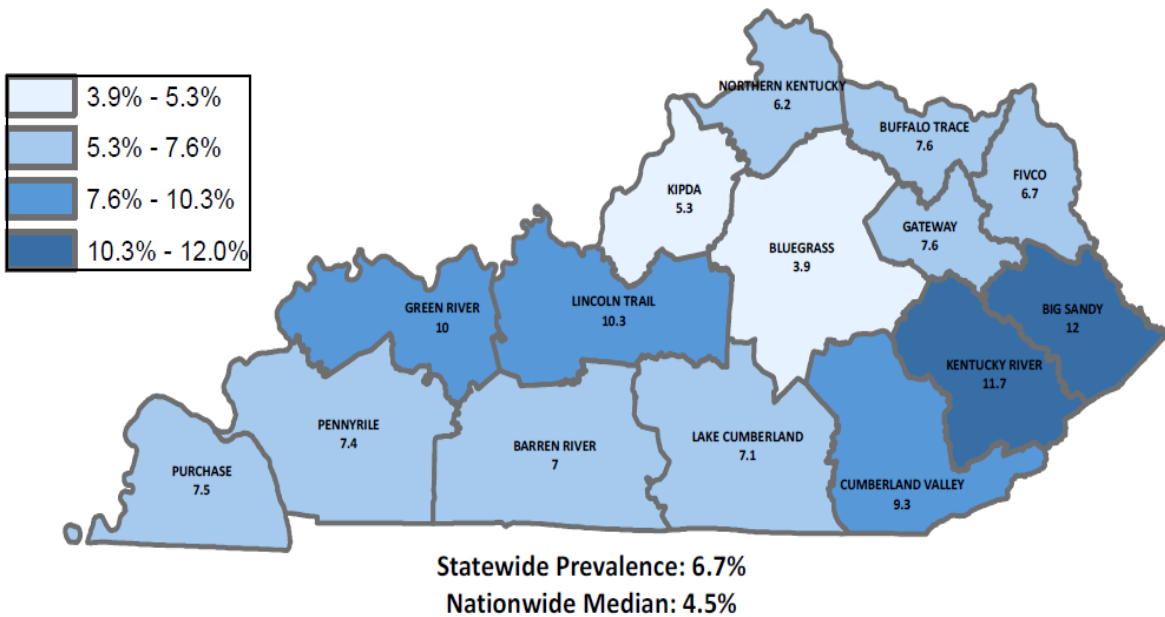 3.9% - 5.3%
5.3% - 7.6%
7.6% - 10.3%
10.3% - 12.0%
NORTHERN KENTUCKY
6.2
BUFFALO TRACE
7.6
FIVCO
6.7
KIPDA
5.3
GATEWAY
7.6
BLUEGRASS
3.9
GREEN RIVER
10
LINCOLN TRAIL
10.3
BIG SANDY
12
KENTUCKY RIVER
11.7
PENNYRILE
7.4
BARREN RIVER
7
LAKE CUMBERLAND
7.1
PURCHASE
7.5
CUMBERLAND VALLEY
9.3
Statewide Prevalence: 6.7%
Nationwide Median: 4.5%